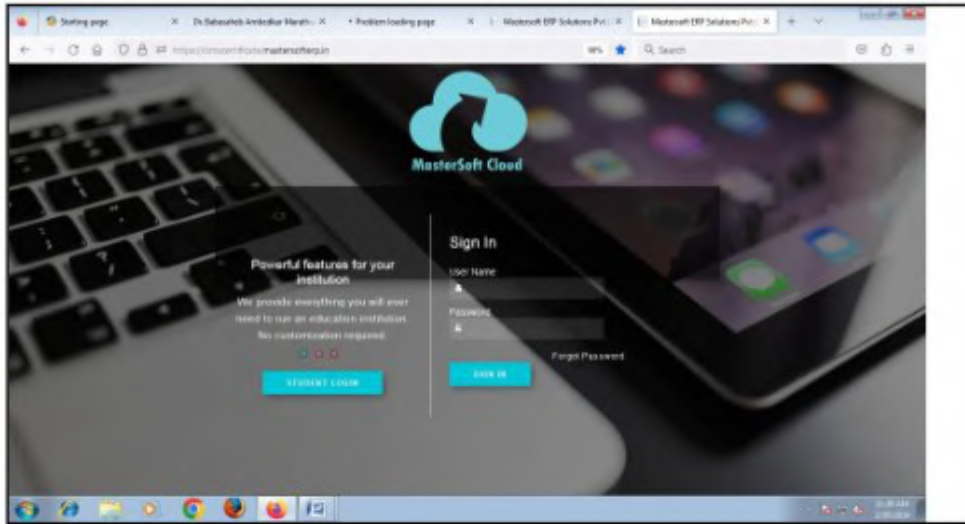 Starting page
Dr. Babasaheb Ambedkar Marath
Problem loading page
Mastersoft ERP Solutions Pvt.
Mastersoft ERP Solutions Pvt.
Search
MasterSoft Cloud
Powerful features for your
institution
We provide everything you will ever
need to run an education institution.
No customization required.
STUDENT LOGIN
Sign In
User Name
Password
Forgot Password
SIGN IN